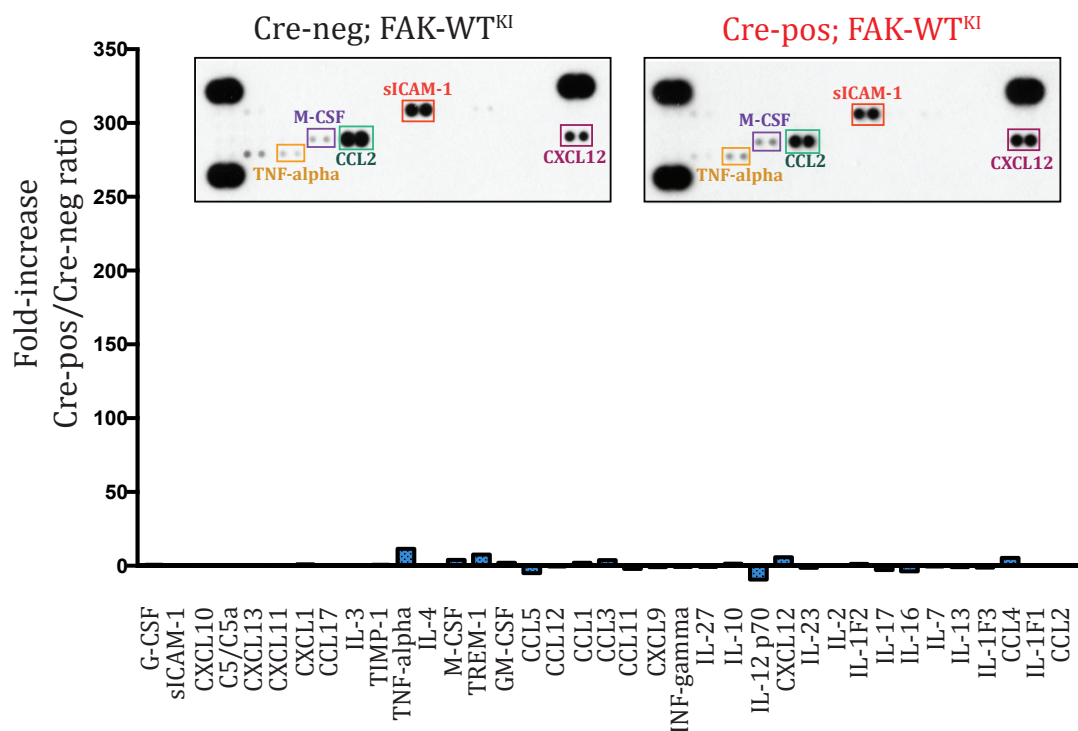 Cre-neg; FAK-WTᴷᴵ
Cre-pos; FAK-WTᴷᴵ
sICAM-1
M-CSF
CCL2
TNF-alpha
CXCL12
sICAM-1
M-CSF
CCL2
TNF-alpha
CXCL12
Fold-increase
Cre-pos/Cre-neg ratio
350
300
250
200
150
100
50
0
G-CSF
sICAM-1
CXCL10
C5/C5a
CXCL13
CXCL11
CXCL1
CCL17
IL-3
TIMP-1
TNF-alpha
IL-4
M-CSF
TREM-1
GM-CSF
CCL5
CCL12
CCL1
CCL3
CCL11
CXCL9
INF-gamma
IL-27
IL-10
IL-12 p70
CXCL12
IL-23
IL-2
IL-1F2
IL-17
IL-16
IL-7
IL-13
IL-1F3
CCL4
IL-1F1
CCL2